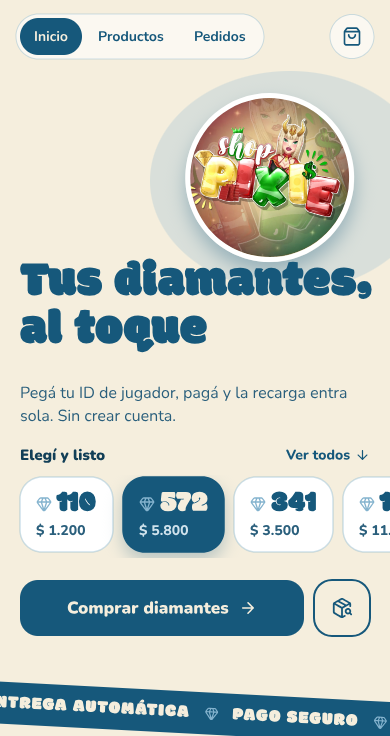 Inicio
Productos
Pedidos
shop
PIXIE
$
Tus diamantes,
al toque
Pegá tu ID de jugador, pagá y la recarga entra
sola. Sin crear cuenta.
Elegí y listo
Ver todos ↓
110
$ 1.200
572
$ 5.800
341
$ 3.500
$ 11.
Comprar diamantes →
NTREGA AUTOMÁTICA
PAGO SEGURO